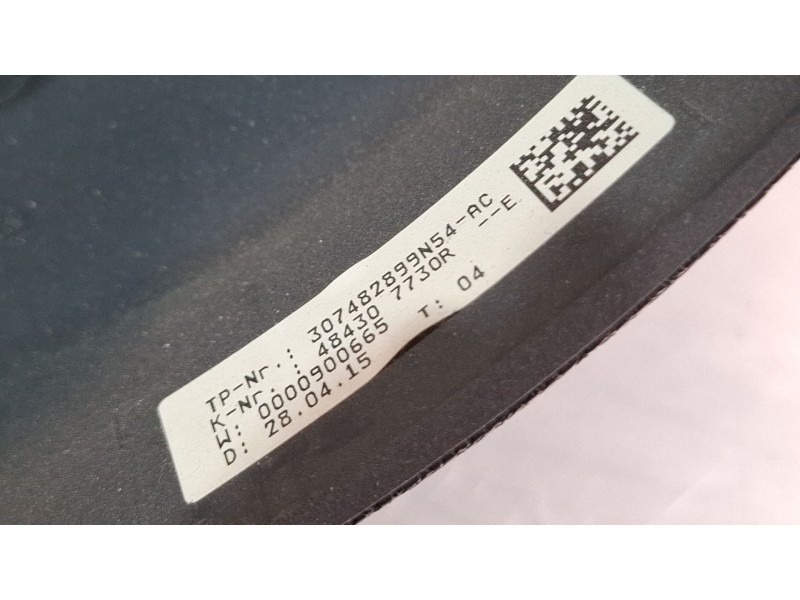 TP-Nr.: 307482899N54-AC
K-Nr.: 48430 7730R --E
W: 0000900665 T: 04
D: 28.04.15